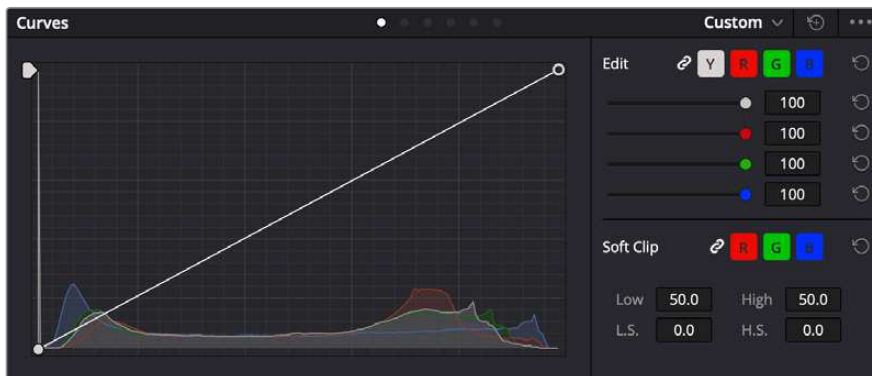 Curves
Custom
Edit
Y R G B
100
100
100
100
Soft Clip
R G B
Low 50.0 High 50.0
L.S. 0.0 H.S. 0.0